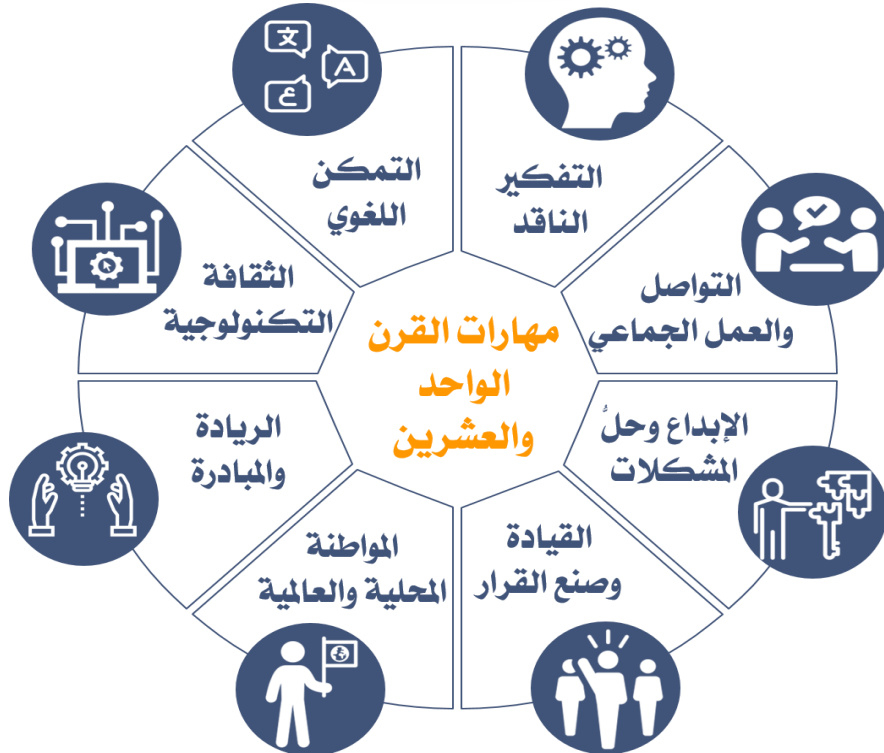 مهارات القرن
الواحد
والعشرين
التفكير
الناقد
التواصل
والعمل الجماعي
الإبداع وحلُّ
المشكلات
القيادة
وصنع القرار
المواطنة
المحلية والعالمية
الريادة
والمبادرة
الثقافة
التكنولوجية
التمكن
اللغوي
文
A
ع